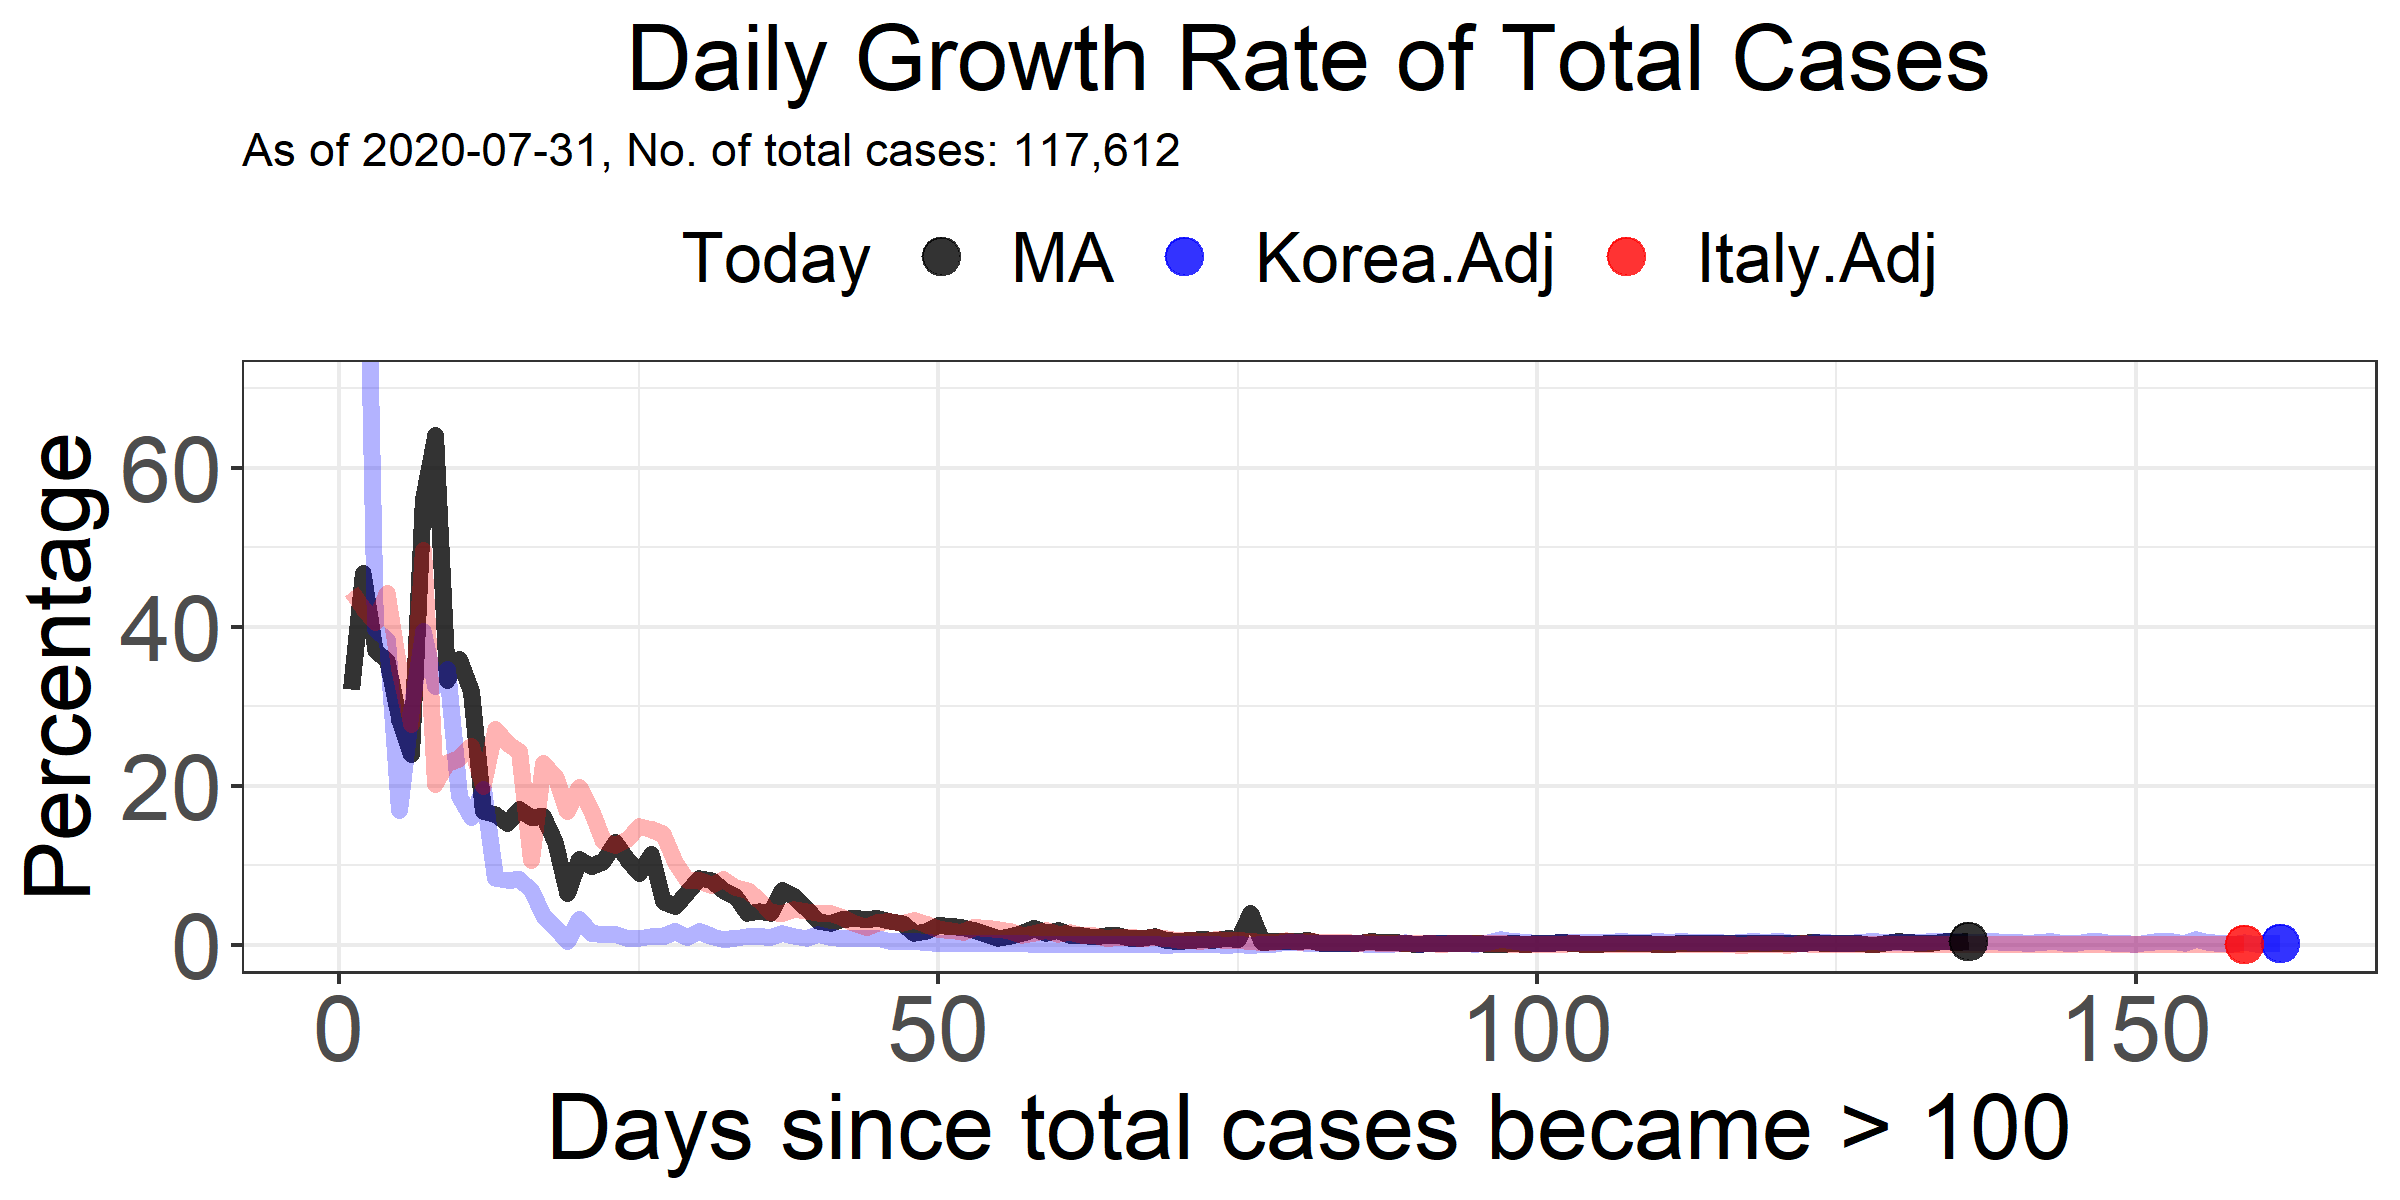 Daily Growth Rate of Total Cases
As of 2020-07-31, No. of total cases: 117,612
Today MA Korea.Adj Italy.Adj
Percentage
60
40
20
0
0 50 100 150
Days since total cases became > 100